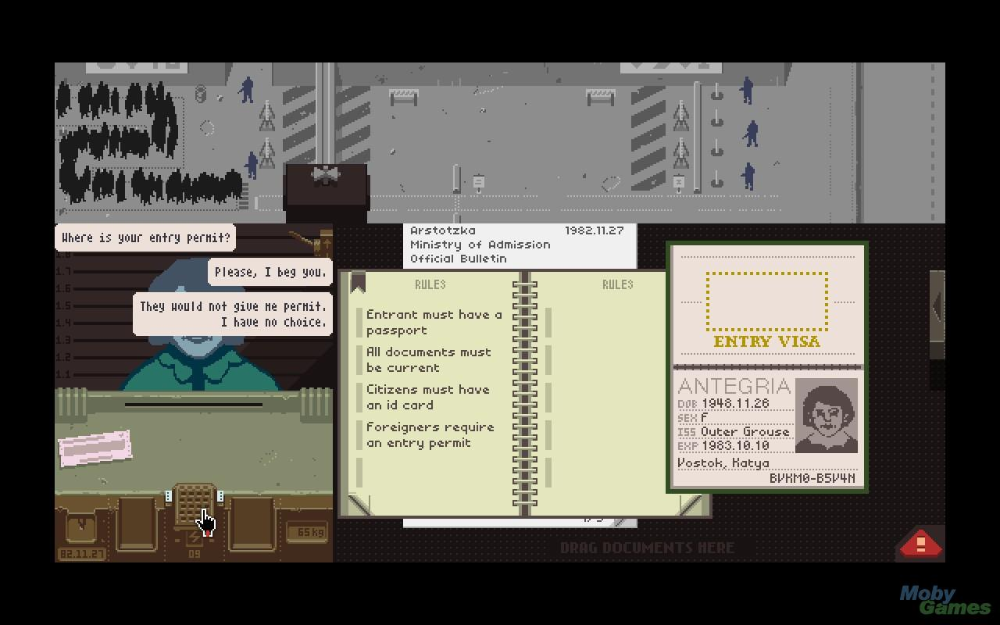 Where is your entry permit?
Please, I beg you.
They would not give me permit.
I have no choice.
1.7
1.6
1.5
1.4
1.3
1.2
1.1
82.11.27
09
65kg
Arstotzka 1982.11.27
Ministry of Admission
Official Bulletin
RULES
Entrant must have a
passport
All documents must
be current
Citizens must have
an id card
Foreigners require
an entry permit
RULES
ENTRY VISA
ANTEGRIA
DOB 1948.11.28
SEX F
ISS Outer Grouse
EXP 1983.10.10
Vostok, Katya
BVKM0-B5V4N
DRAG DOCUMENTS HERE
Moby
Games